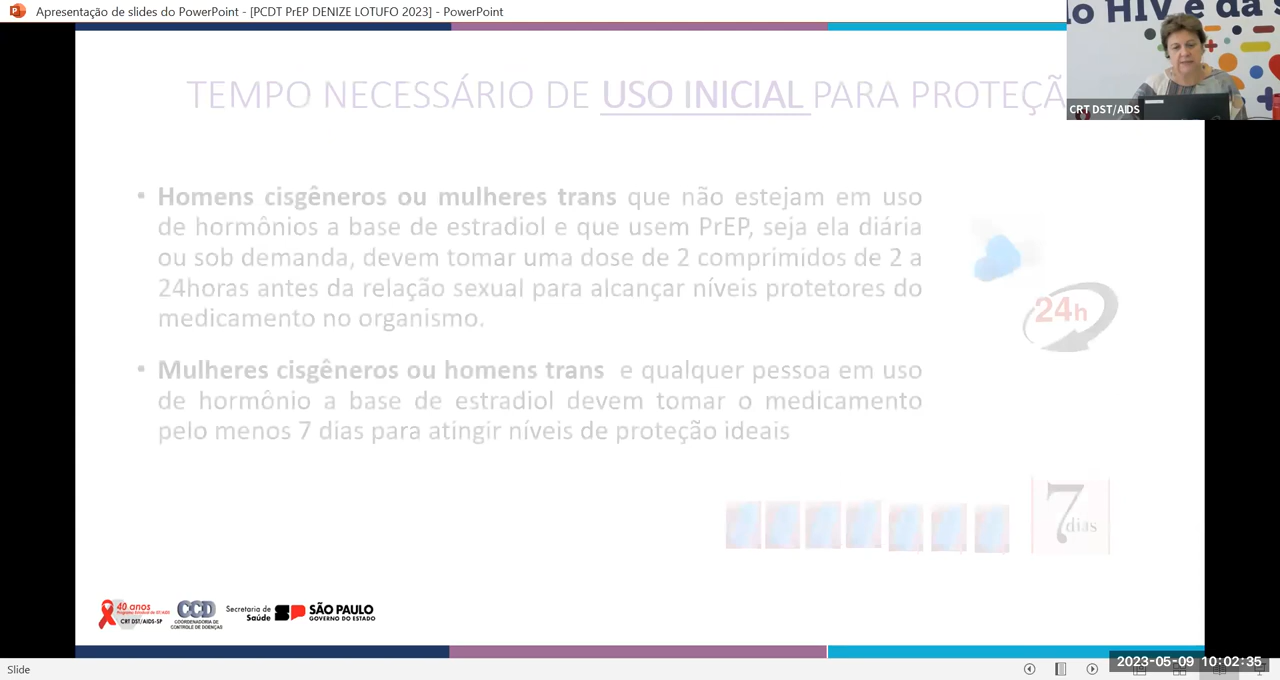 Apresentação de slides do PowerPoint - [PCDT PrEP DENIZE LOTUFO 2023] - PowerPoint
o HIV e da s
CRT DST/AIDS
TEMPO NECESSÁRIO DE USO INICIAL PARA PROTEÇÃ
• Homens cisgêneros ou mulheres trans que não estejam em uso
de hormônios a base de estradiol e que usem PrEP, seja ela diária
ou sob demanda, devem tomar uma dose de 2 comprimidos de 2 a
24horas antes da relação sexual para alcançar níveis protetores do
medicamento no organismo.
24h
• Mulheres cisgêneros ou homens trans e qualquer pessoa em uso
de hormônio a base de estradiol devem tomar o medicamento
pelo menos 7 dias para atingir níveis de proteção ideais
7
dias
40 anos
CRT DST/AIDS-SP
CCD
COORDENADORIA DE
CONTROLE DE DOENÇAS
Secretaria de
Saúde
SÃO PAULO
GOVERNO DO ESTADO
Slide
2023-05-09 10:02:35